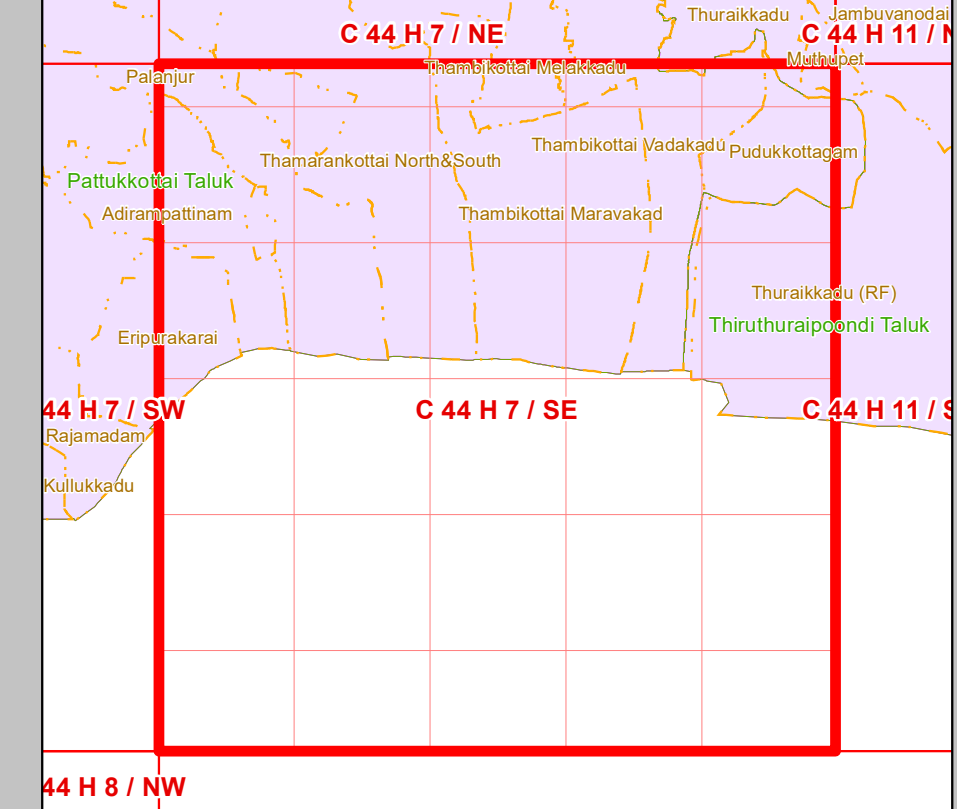 Thuraikkadu
Jambuvanodai
C 44 H 7 / NE
C 44 H 11 / N
Muthupet
Thambikottai Melakkadu
Palanjur
Thambikottai Vadakadu
Pudukkottagam
Thamarankottai North&South
Pattukkottai Taluk
Adirampattinam
Thambikottai Maravakad
Thuraikkadu (RF)
Thiruthuraipoondi Taluk
Eripurakarai
44 H 7 / SW
C 44 H 7 / SE
C 44 H 11 / S
Rajamadam
Kullukkadu
44 H 8 / NW